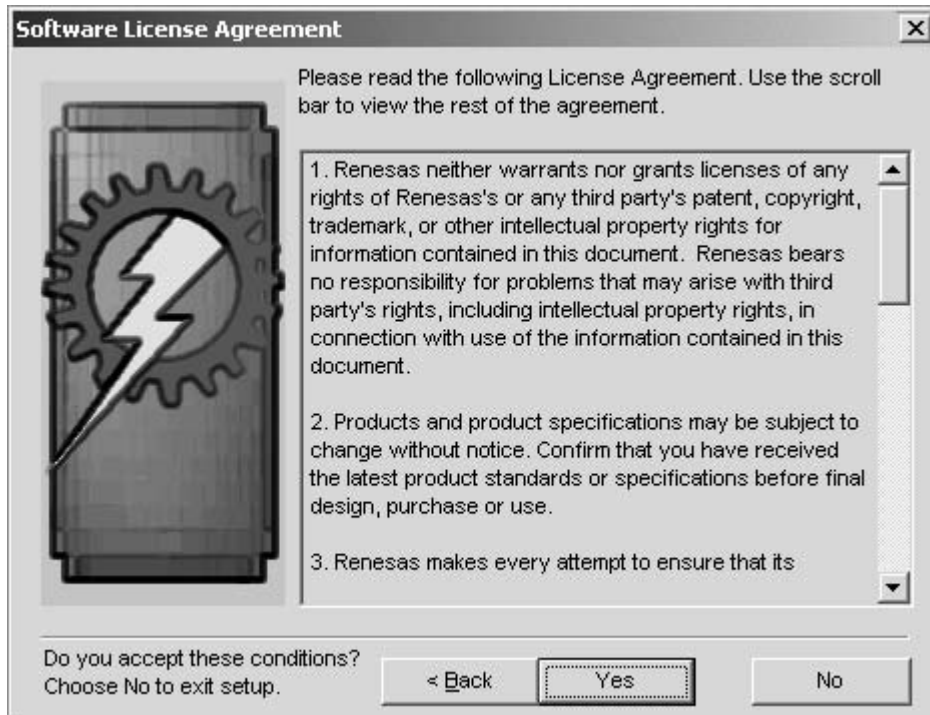 Software License Agreement
Please read the following License Agreement. Use the scroll
bar to view the rest of the agreement.
1. Renesas neither warrants nor grants licenses of any
rights of Renesas's or any third party's patent, copyright,
trademark, or other intellectual property rights for
information contained in this document.  Renesas bears
no responsibility for problems that may arise with third
party's rights, including intellectual property rights, in
connection with use of the information contained in this
document.
2. Products and product specifications may be subject to
change without notice. Confirm that you have received
the latest product standards or specifications before final
design, purchase or use.
3. Renesas makes every attempt to ensure that its
Do you accept these conditions?
Choose No to exit setup.
< Back
Yes
No